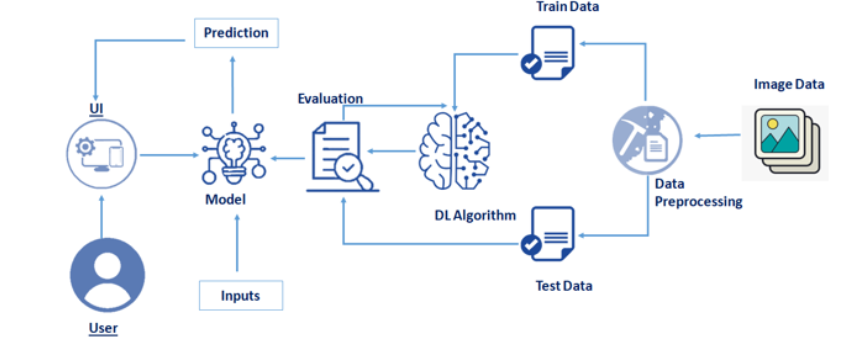 Train Data
Prediction
Image Data
Evaluation
UI
Model
Data
Preprocessing
DL Algorithm
Inputs
Test Data
User